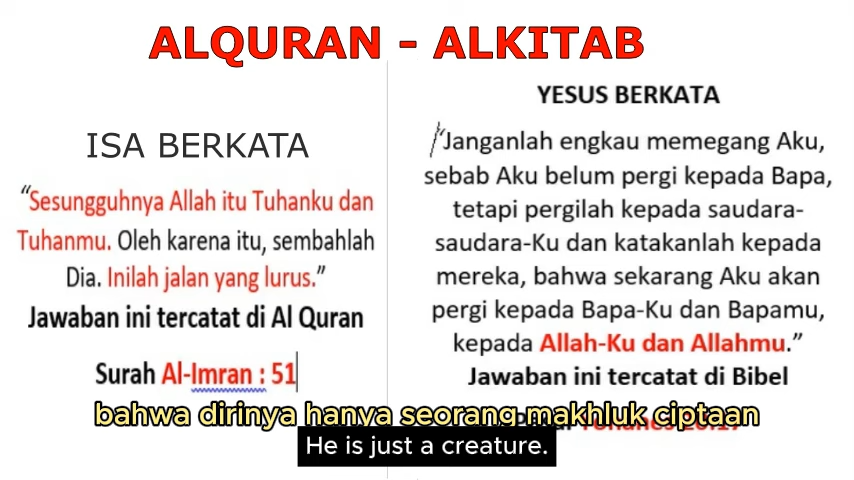 ALQURAN - ALKITAB
ISA BERKATA
“Sesungguhnya Allah itu Tuhanku dan
Tuhanmu. Oleh karena itu, sembahlah
Dia. Inilah jalan yang lurus.”
Jawaban ini tercatat di Al Quran
Surah Al-Imran : 51
YESUS BERKATA
“Janganlah engkau memegang Aku,
sebab Aku belum pergi kepada Bapa,
tetapi pergilah kepada saudara-
saudara-Ku dan katakanlah kepada
mereka, bahwa sekarang Aku akan
pergi kepada Bapa-Ku dan Bapamu,
kepada Allah-Ku dan Allahmu.”
Jawaban ini tercatat di Bibel
bahwa dirinya hanya seorang makhluk ciptaan
He is just a creature.